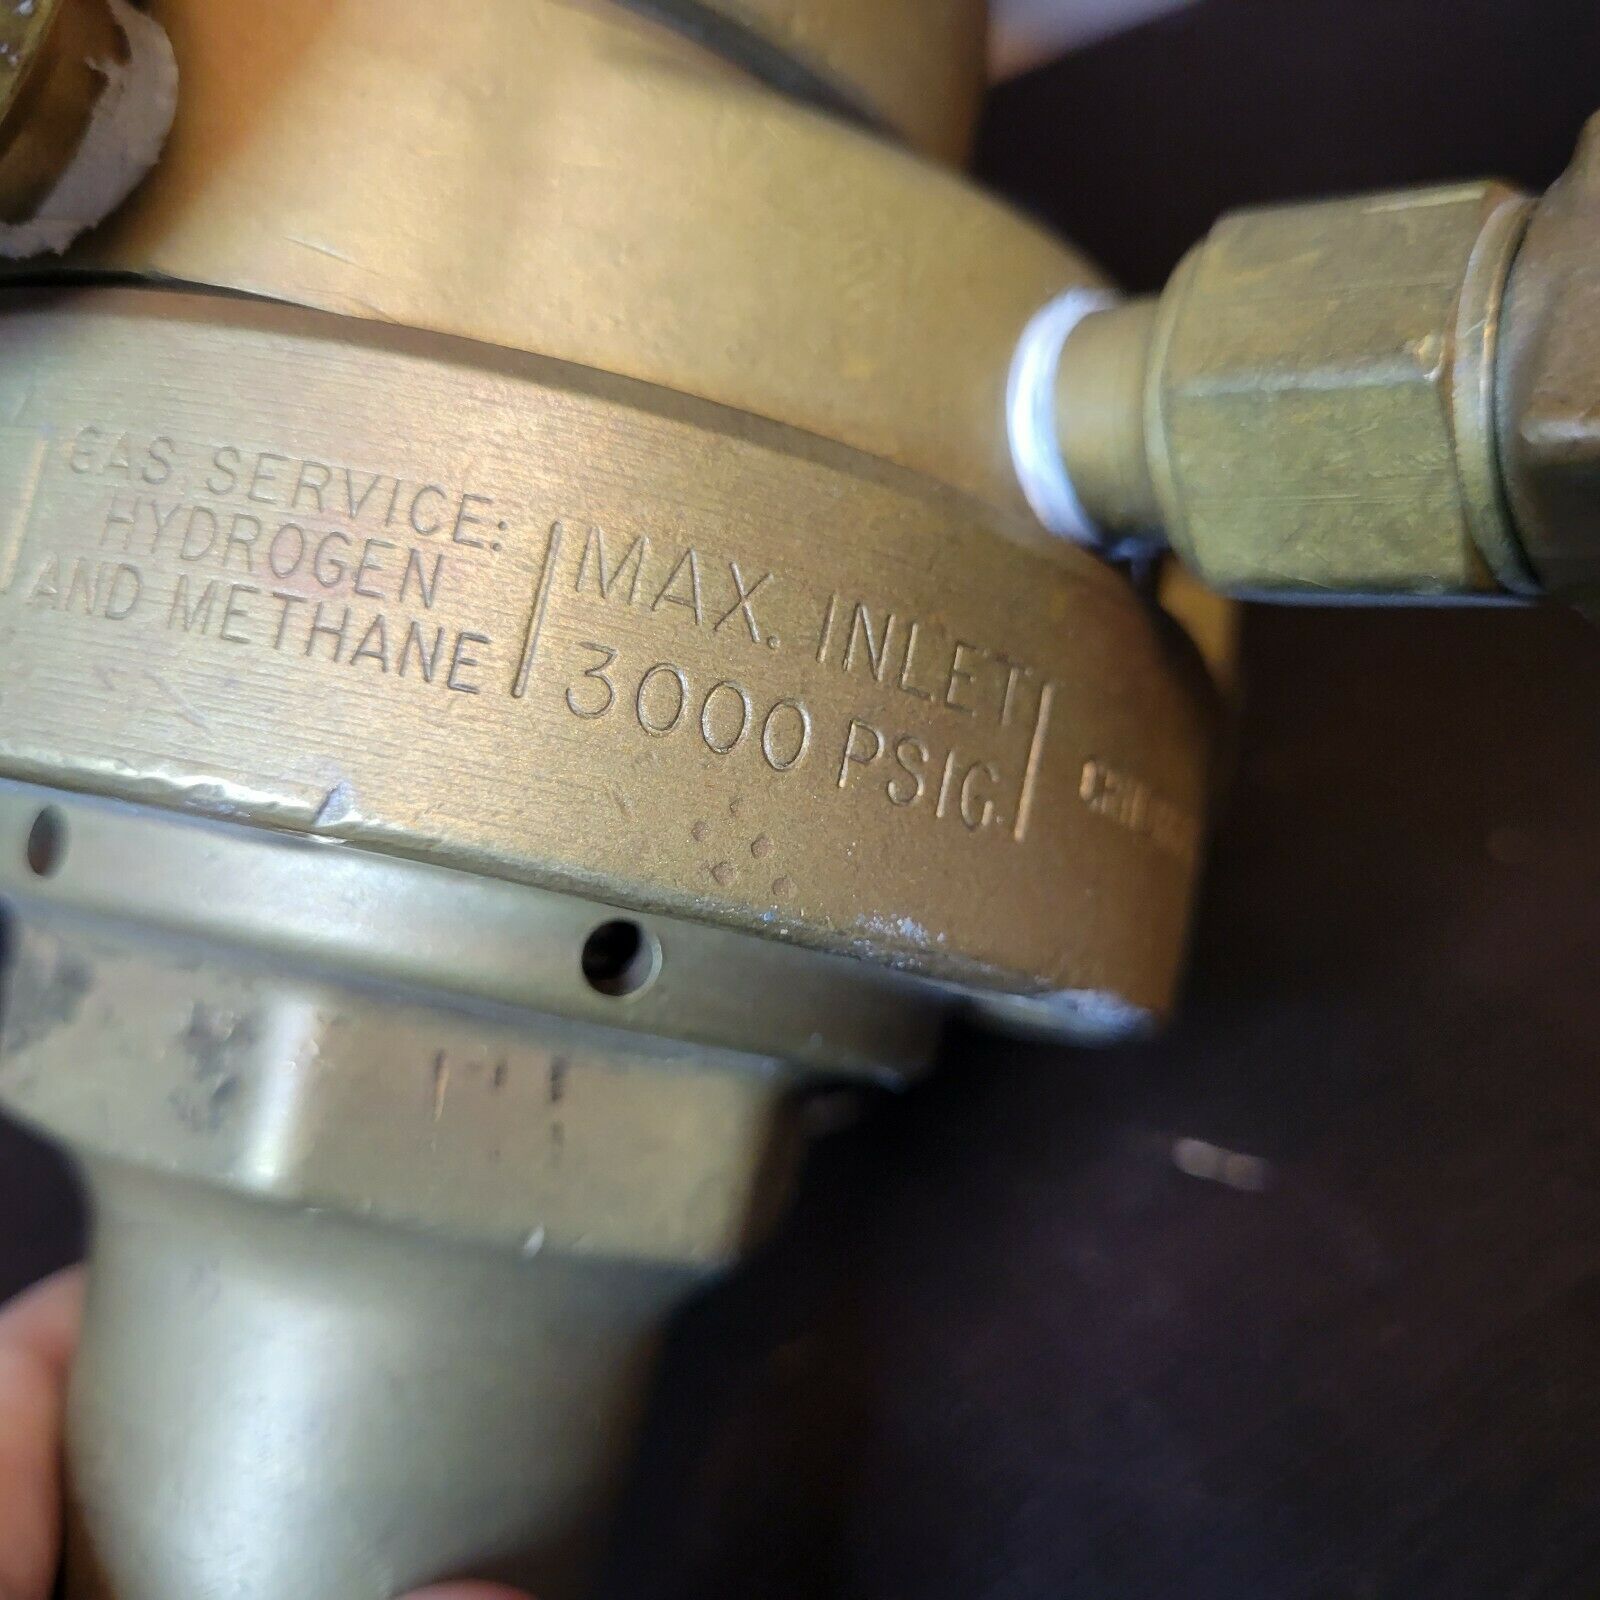 GAS SERVICE:
HYDROGEN
AND METHANE
MAX. INLET
3000 PSIG.